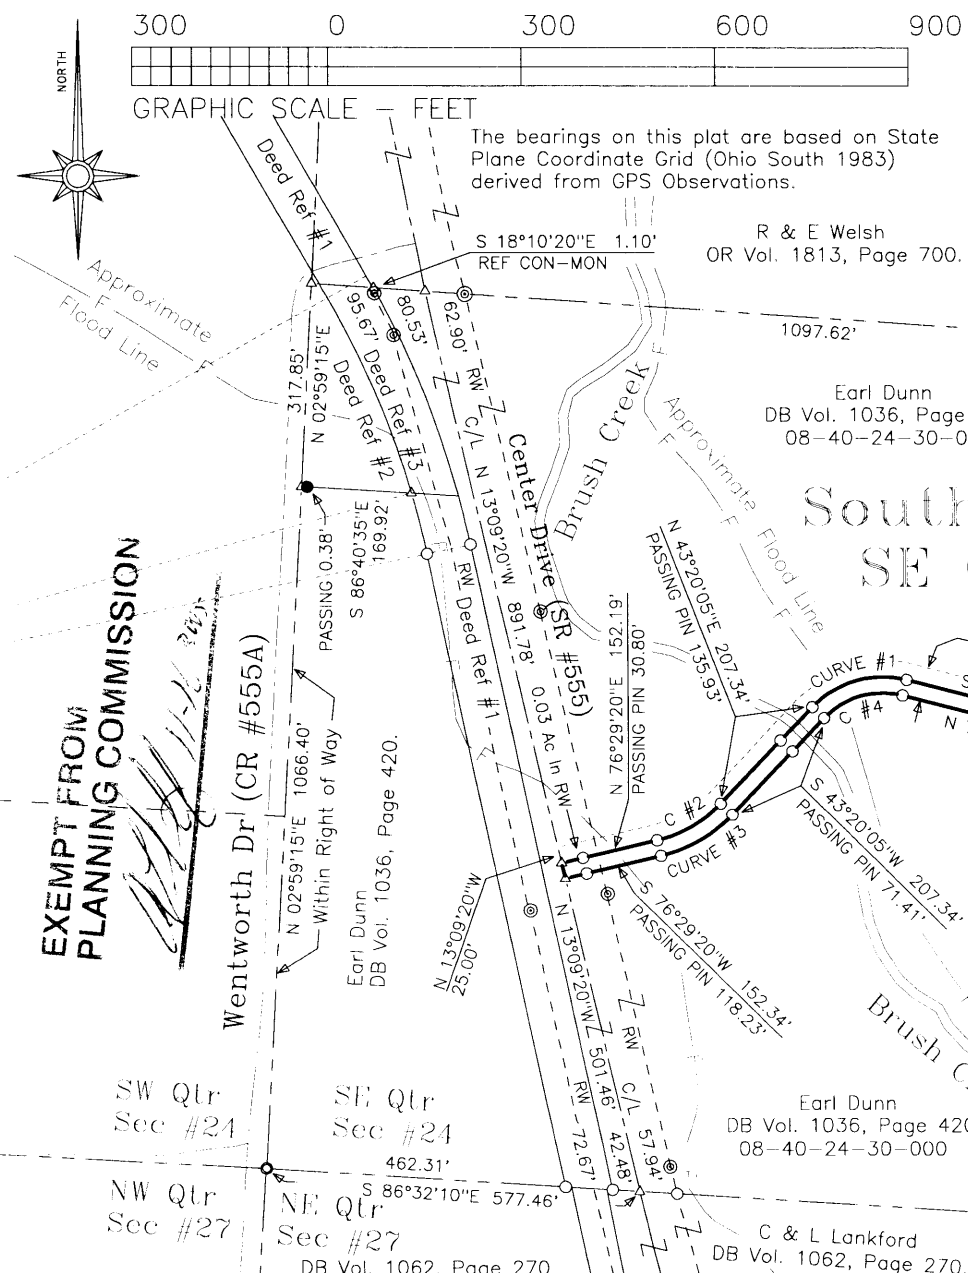 300 0 300 600 900
NORTH
GRAPHIC SCALE – FEET
The bearings on this plat are based on State
Plane Coordinate Grid (Ohio South 1983)
derived from GPS Observations.
Deed Ref #1
S 18°10'20"E 1.10'
REF CON–MON
R & E Welsh
OR Vol. 1813, Page 700.
Approximate
Flood Line
F
F
95.67'
80.53'
62.90'
1097.62'
317.85'
N 02°59'15"E
Deed Ref #2
Deed Ref #3
RW
C/L
N 13°09'20"W 891.78'
Center Drive (SR #555)
Brush Creek
F
Approximate Flood Line
F
F
F
Earl Dunn
DB Vol. 1036, Page
08–40–24–30–0
South
SE
PASSING 0.38'
S 86°40'35"E
169.92'
RW
Deed Ref #1
0.03 Ac In RW
N 76°29'20"E 152.19'
PASSING PIN 30.80'
N 43°20'05"E 207.34'
PASSING PIN 135.93'
CURVE #1
C #4
S
N
EXEMPT FROM
PLANNING COMMISSION
Wentworth Dr (CR #555A)
N 02°59'15"E 1066.40'
Within Right of Way
Earl Dunn
DB Vol. 1036, Page 420.
C #2
CURVE #3
S 43°20'05"W 207.34'
PASSING PIN 71.41'
N 13°09'20"W
25.00'
S 76°29'20"W 152.34'
PASSING PIN 118.23'
N 13°09'20"W 501.46'
RW
C/L
RW
Brush C
SW Qtr
Sec #24
SE Qtr
Sec #24
Earl Dunn
DB Vol. 1036, Page 420
08–40–24–30–000
462.31'
S 86°32'10"E 577.46'
72.67'
42.48'
57.94'
NW Qtr
Sec #27
NE Qtr
Sec #27
C & L Lankford
DB Vol. 1062, Page 270.
DB Vol. 1062, Page 270